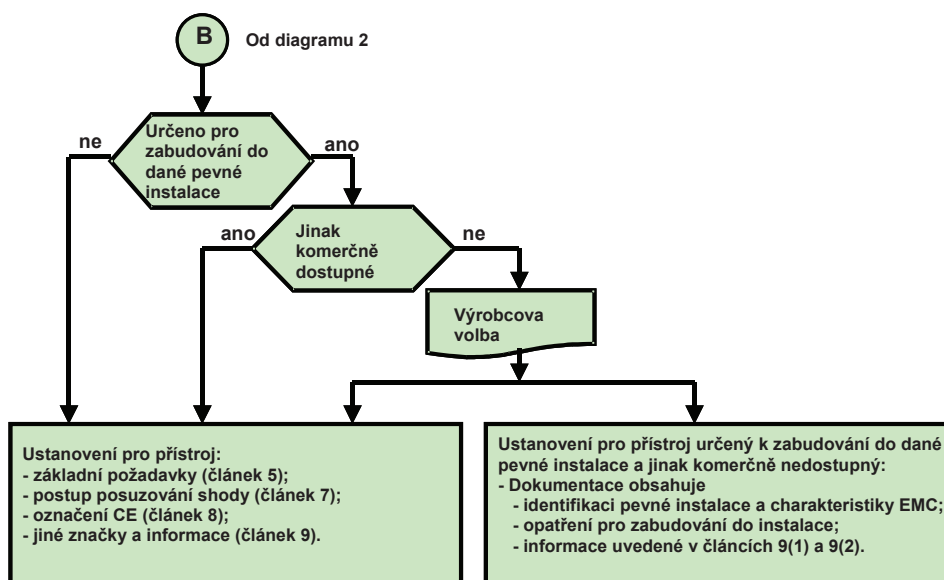 B
Od diagramu 2
ne
Určeno pro
zabudování do
dané pevné
instalace
ano
ano
Jinak
komerčně
dostupné
ne
Výrobcova
volba
Ustanovení pro přístroj:
- základní požadavky (článek 5);
- postup posuzování shody (článek 7);
- označení CE (článek 8);
- jiné značky a informace (článek 9).
Ustanovení pro přístroj určený k zabudování do dané
pevné instalace a jinak komerčně nedostupný:
- Dokumentace obsahuje
- identifikaci pevné instalace a charakteristiky EMC;
- opatření pro zabudování do instalace;
- informace uvedené v článcích 9(1) a 9(2).